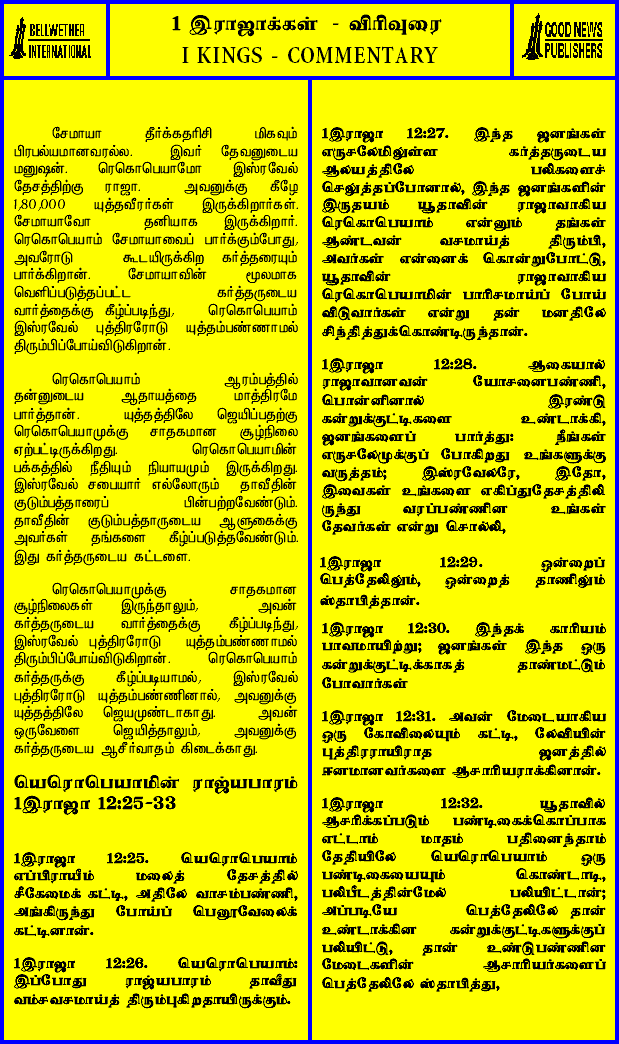 BELLWETHER
INTERNATIONAL
1 இராஜாக்கள் - விரிவுரை
I KINGS - COMMENTARY
GOOD NEWS
PUBLISHERS
சேமாயா தீர்க்கதரிசி மிகவும்
பிரபல்யமானவரல்ல. இவர் தேவனுடைய
மனுஷன். ரெகொபெயாமோ இஸ்ரவேல்
தேசத்திற்கு ராஜா. அவனுக்கு கீழே
1,80,000 யுத்தவீரர்கள் இருக்கிறார்கள்.
சேமாயாவோ தனியாக இருக்கிறார்.
ரெகொபெயாம் சேமாயாவைப் பார்க்கும்போது,
அவரோடு கூடயிருக்கிற கர்த்தரையும்
பார்க்கிறான். சேமாயாவின் மூலமாக
வெளிப்படுத்தப்பட்ட கர்த்தருடைய
வார்த்தைக்கு கீழ்ப்படிந்து, ரெகொபெயாம்
இஸ்ரவேல் புத்திரரோடு யுத்தம்பண்ணாமல்
திரும்பிப்போய்விடுகிறான்.
ரெகொபெயாம் ஆரம்பத்தில்
தன்னுடைய ஆதாயத்தை மாத்திரமே
பார்த்தான். யுத்தத்திலே ஜெயிப்பதற்கு
ரெகொபெயாமுக்கு சாதகமான சூழ்நிலை
ஏற்பட்டிருக்கிறது. ரெகொபெயாமின்
பக்கத்தில் நீதியும் நியாயமும் இருக்கிறது.
இஸ்ரவேல் சபையார் எல்லோரும் தாவீதின்
குடும்பத்தாரைப் பின்பற்றவேண்டும்.
தாவீதின் குடும்பத்தாருடைய ஆளுகைக்கு
அவர்கள் தங்களை கீழ்ப்படுத்தவேண்டும்.
இது கர்த்தருடைய கட்டளை.
ரெகொபெயாமுக்கு சாதகமான
சூழ்நிலைகள் இருந்தாலும், அவன்
கர்த்தருடைய வார்த்தைக்கு கீழ்ப்படிந்து,
இஸ்ரவேல் புத்திரரோடு யுத்தம்பண்ணாமல்
திரும்பிப்போய்விடுகிறான். ரெகொபெயாம்
கர்த்தருக்கு கீழ்ப்படியாமல், இஸ்ரவேல்
புத்திரரோடு யுத்தம்பண்ணினால், அவனுக்கு
யுத்தத்திலே ஜெயமுண்டாகாது. அவன்
ஒருவேளை ஜெயித்தாலும், அவனுக்கு
கர்த்தருடைய ஆசீர்வாதம் கிடைக்காது.
யெரொபெயாமின் ராஜ்யபாரம்
1இராஜா 12:25-33
1இராஜா 12:25. யெரொபெயாம்
எப்பிராயீம் மலைத் தேசத்தில்
சீகேமைக் கட்டி, அதிலே வாசம்பண்ணி,
அங்கிருந்து போய்ப் பெனூவேலைக்
கட்டினான்.
1இராஜா 12:26. யெரொபெயாம்:
இப்போது ராஜ்யபாரம் தாவீது
வம்சவசமாய்த் திரும்புகிறதாயிருக்கும்.
1இராஜா 12:27. இந்த ஜனங்கள்
எருசலேமிலுள்ள கர்த்தருடைய
ஆலயத்திலே பலிகளைச்
செலுத்தப்போனால், இந்த ஜனங்களின்
இருதயம் யூதாவின் ராஜாவாகிய
ரெகொபெயாம் என்னும் தங்கள்
ஆண்டவன் வசமாய்த் திரும்பி,
அவர்கள் என்னைக் கொன்றுபோட்டு,
யூதாவின் ராஜாவாகிய
ரெகொபெயாமின் பாரிசமாய்ப் போய்
விடுவார்கள் என்று தன் மனதிலே
சிந்தித்துக்கொண்டிருந்தான்.
1இராஜா 12:28. ஆகையால்
ராஜாவானவன் யோசனைபண்ணி,
பொன்னினால் இரண்டு
கன்றுக்குட்டிகளை உண்டாக்கி,
ஜனங்களைப் பார்த்து: நீங்கள்
எருசலேமுக்குப் போகிறது உங்களுக்கு
வருத்தம்; இஸ்ரவேலரே, இதோ,
இவைகள் உங்களை எகிப்துதேசத்திலி
ருந்து வரப்பண்ணின உங்கள்
தேவர்கள் என்று சொல்லி,
1இராஜா 12:29. ஒன்றைப்
பெத்தேலிலும், ஒன்றைத் தாணிலும்
ஸ்தாபித்தான்.
1இராஜா 12:30. இந்தக் காரியம்
பாவமாயிற்று; ஜனங்கள் இந்த ஒரு
கன்றுக்குட்டிக்காகத் தாண்மட்டும்
போவார்கள்
1இராஜா 12:31. அவன் மேடையாகிய
ஒரு கோவிலையும் கட்டி, லேவியின்
புத்திரராயிராத ஜனத்தில்
ஈனமானவர்களை ஆசாரியராக்கினான்.
1இராஜா 12:32. யூதாவில்
ஆசரிக்கப்படும் பண்டிகைக்கொப்பாக
எட்டாம் மாதம் பதினைந்தாம்
தேதியிலே யெரொபெயாம் ஒரு
பண்டிகையையும் கொண்டாடி,
பலிபீடத்தின்மேல் பலியிட்டான்;
அப்படியே பெத்தேலிலே தான்
உண்டாக்கின கன்றுக்குட்டிகளுக்குப்
பலியிட்டு, தான் உண்டுபண்ணின
மேடைகளின் ஆசாரியர்களைப்
பெத்தேலிலே ஸ்தாபித்து,